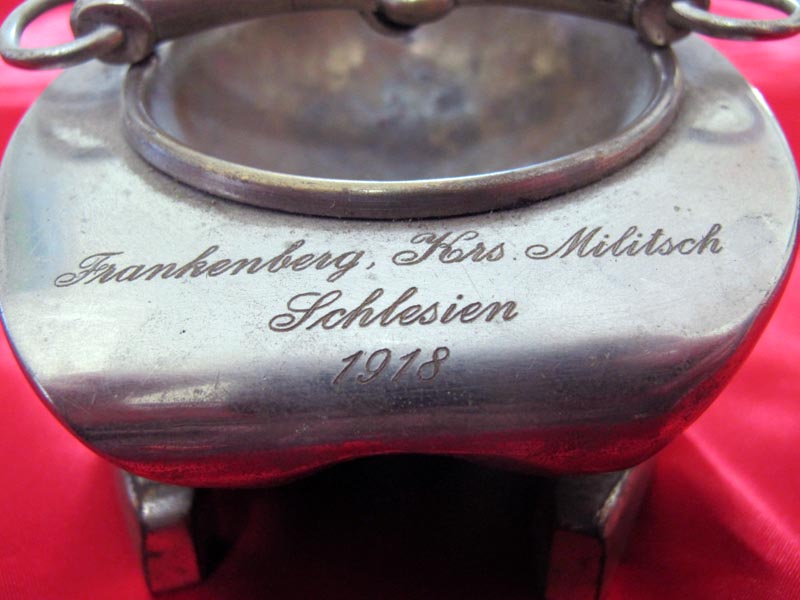 Frankenberg, Krs. Militsch
Schlesien
1918